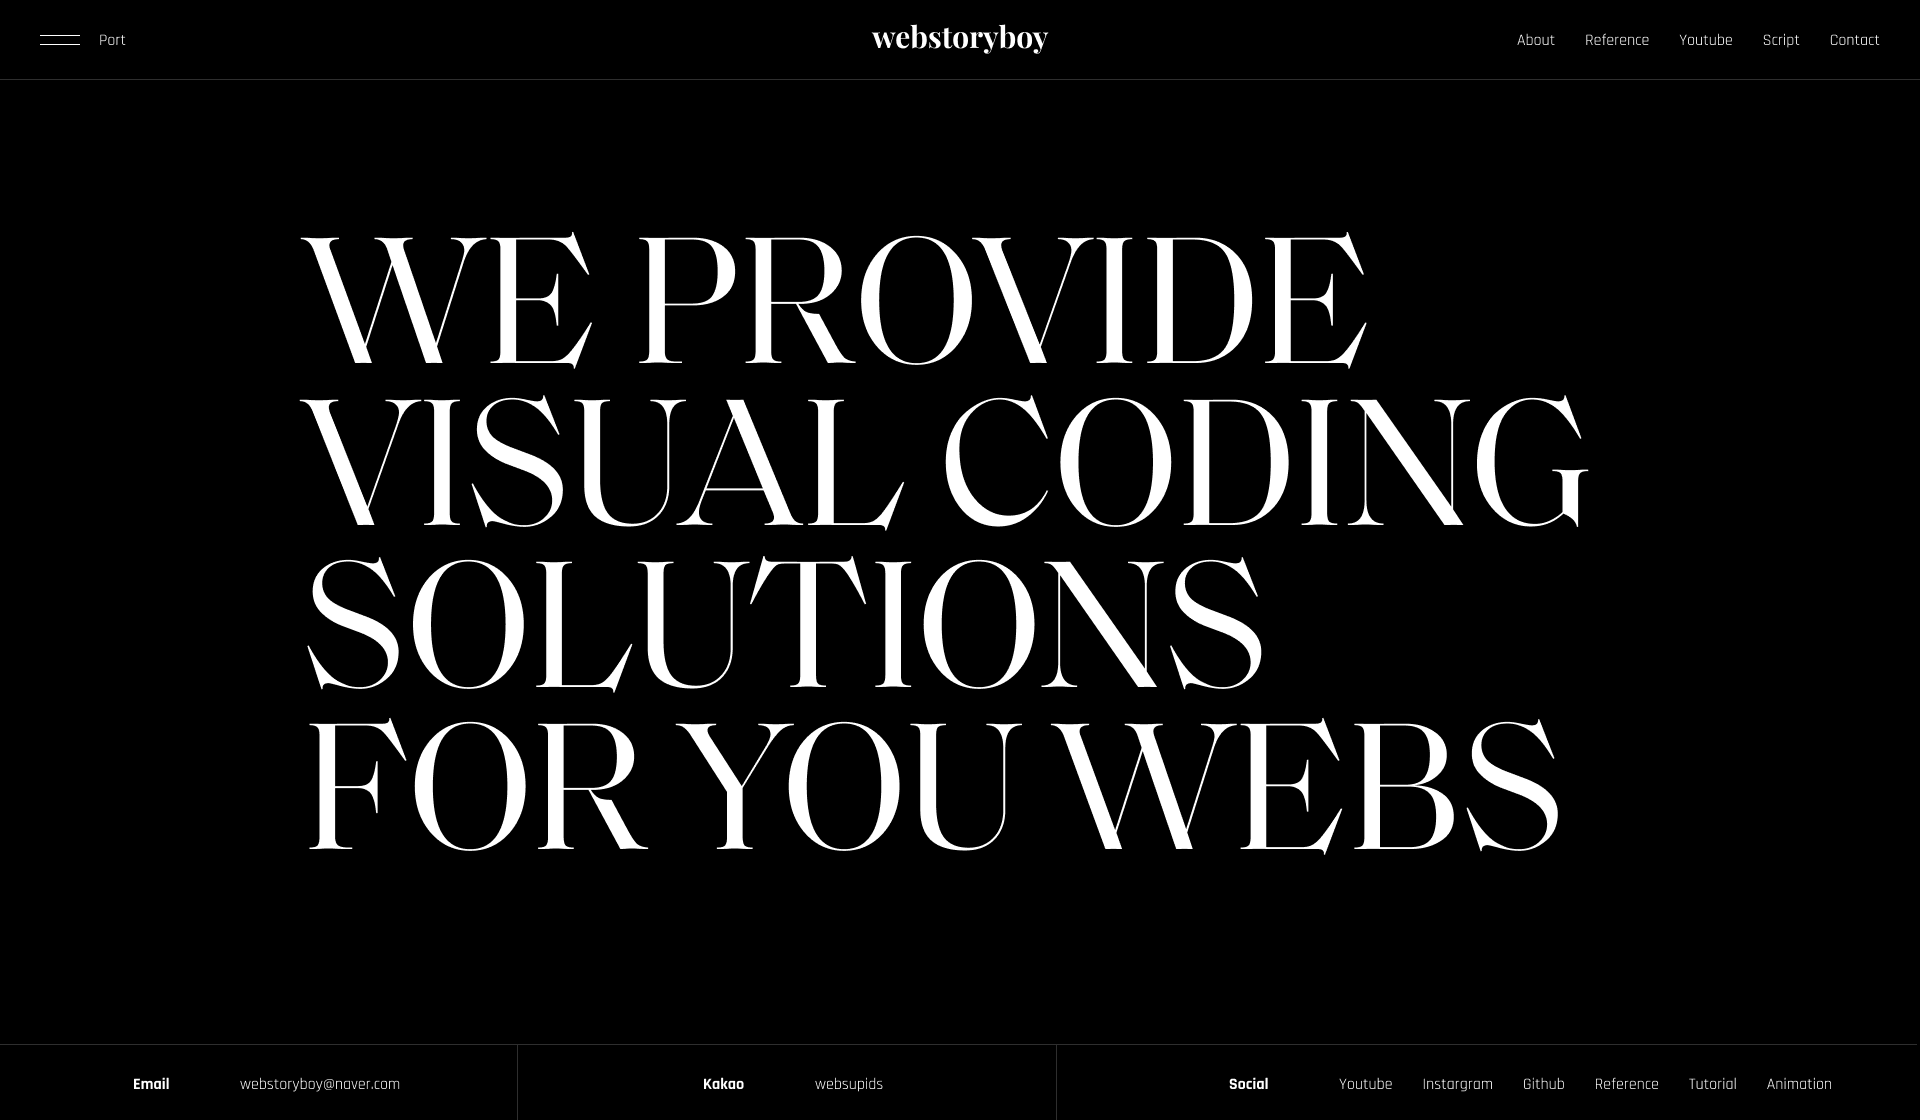 Port
webstoryboy
About Reference Youtube Script Contact
WE PROVIDE
VISUAL CODING
SOLUTIONS
FOR YOU WEBS
Email webstoryboy@naver.com
Kakao websupids
Social Youtube Instargram Github Reference Tutorial Animation